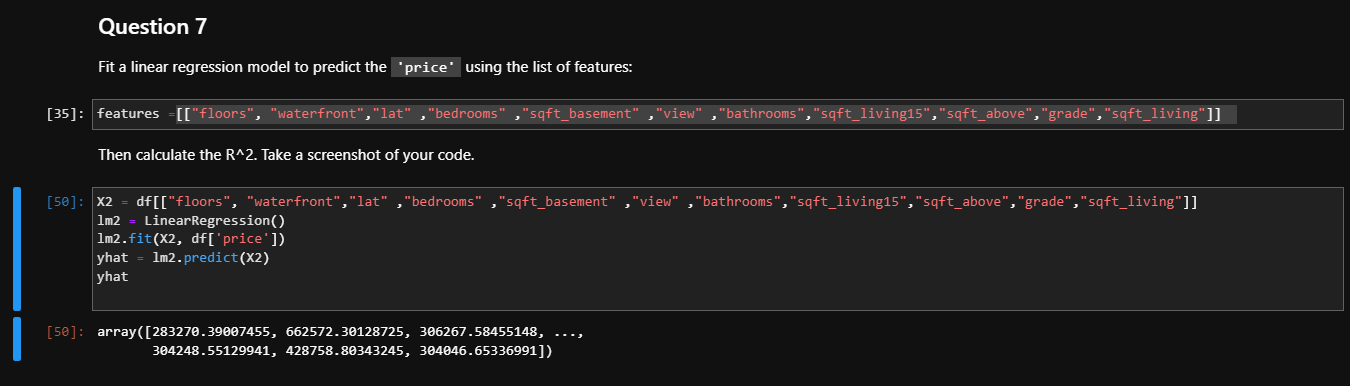 Question 7
Fit a linear regression model to predict the 'price' using the list of features:
[35]: features =[["floors", "waterfront","lat" ,"bedrooms" ,"sqft_basement" ,"view" ,"bathrooms","sqft_living15","sqft_above","grade","sqft_living"]]
Then calculate the R^2. Take a screenshot of your code.
[50]: X2 = df[["floors", "waterfront","lat" ,"bedrooms" ,"sqft_basement" ,"view" ,"bathrooms","sqft_living15","sqft_above","grade","sqft_living"]]
lm2 = LinearRegression()
lm2.fit(X2, df['price'])
yhat = lm2.predict(X2)
yhat
[50]: array([283270.39007455, 662572.30128725, 306267.58455148, ...,
304248.55129941, 428758.80343245, 304046.65336991])